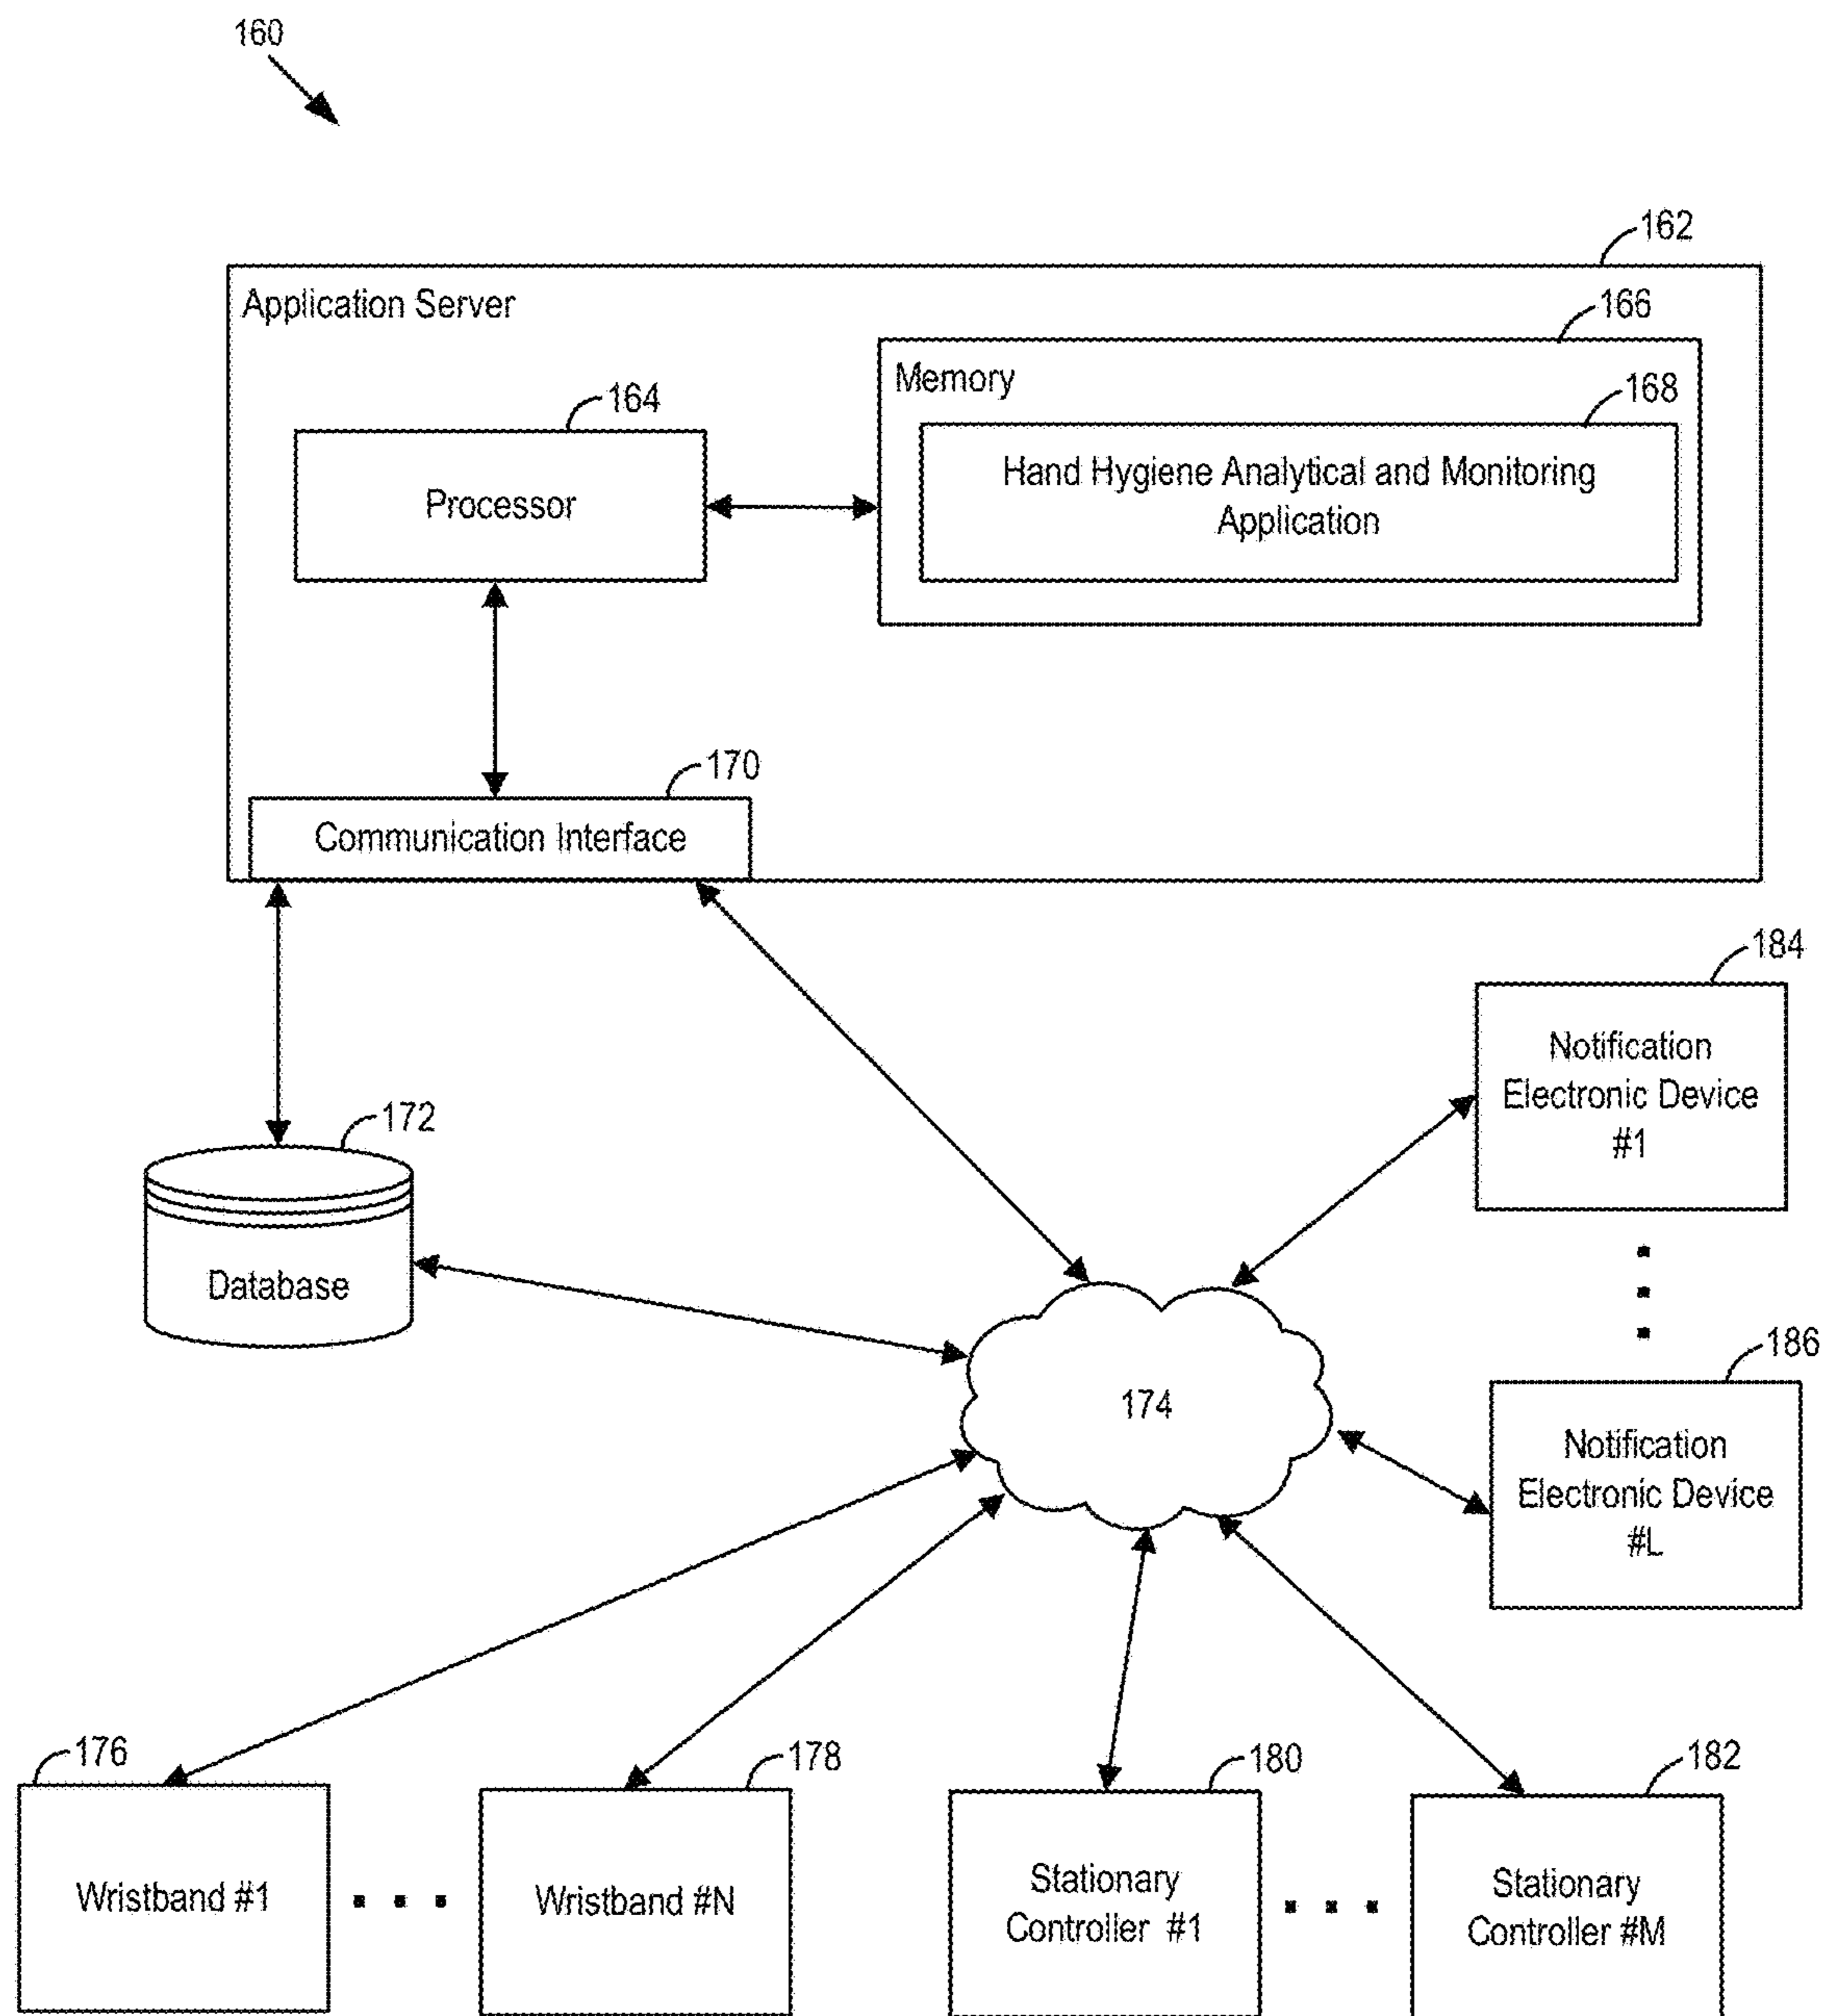 160
162
Application Server
166
Memory
164
168
Processor
Hand Hygiene Analytical and Monitoring
Application
170
Communication Interface
184
Notification
Electronic Device
#1
172
Database
186
174
Notification
Electronic Device
#L
176
178
180
182
Wristband #1
Wristband #N
Stationary
Controller #1
Stationary
Controller #M